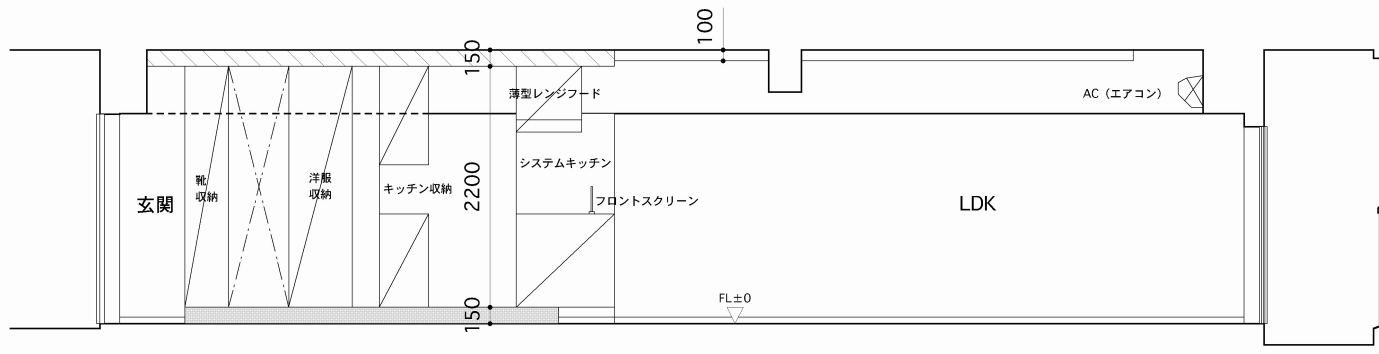 100
150
薄型レンジフード
AC（エアコン）
システムキッチン
靴
収納
洋服
収納
キッチン収納
2200
フロントスクリーン
玄関
LDK
FL±0
150